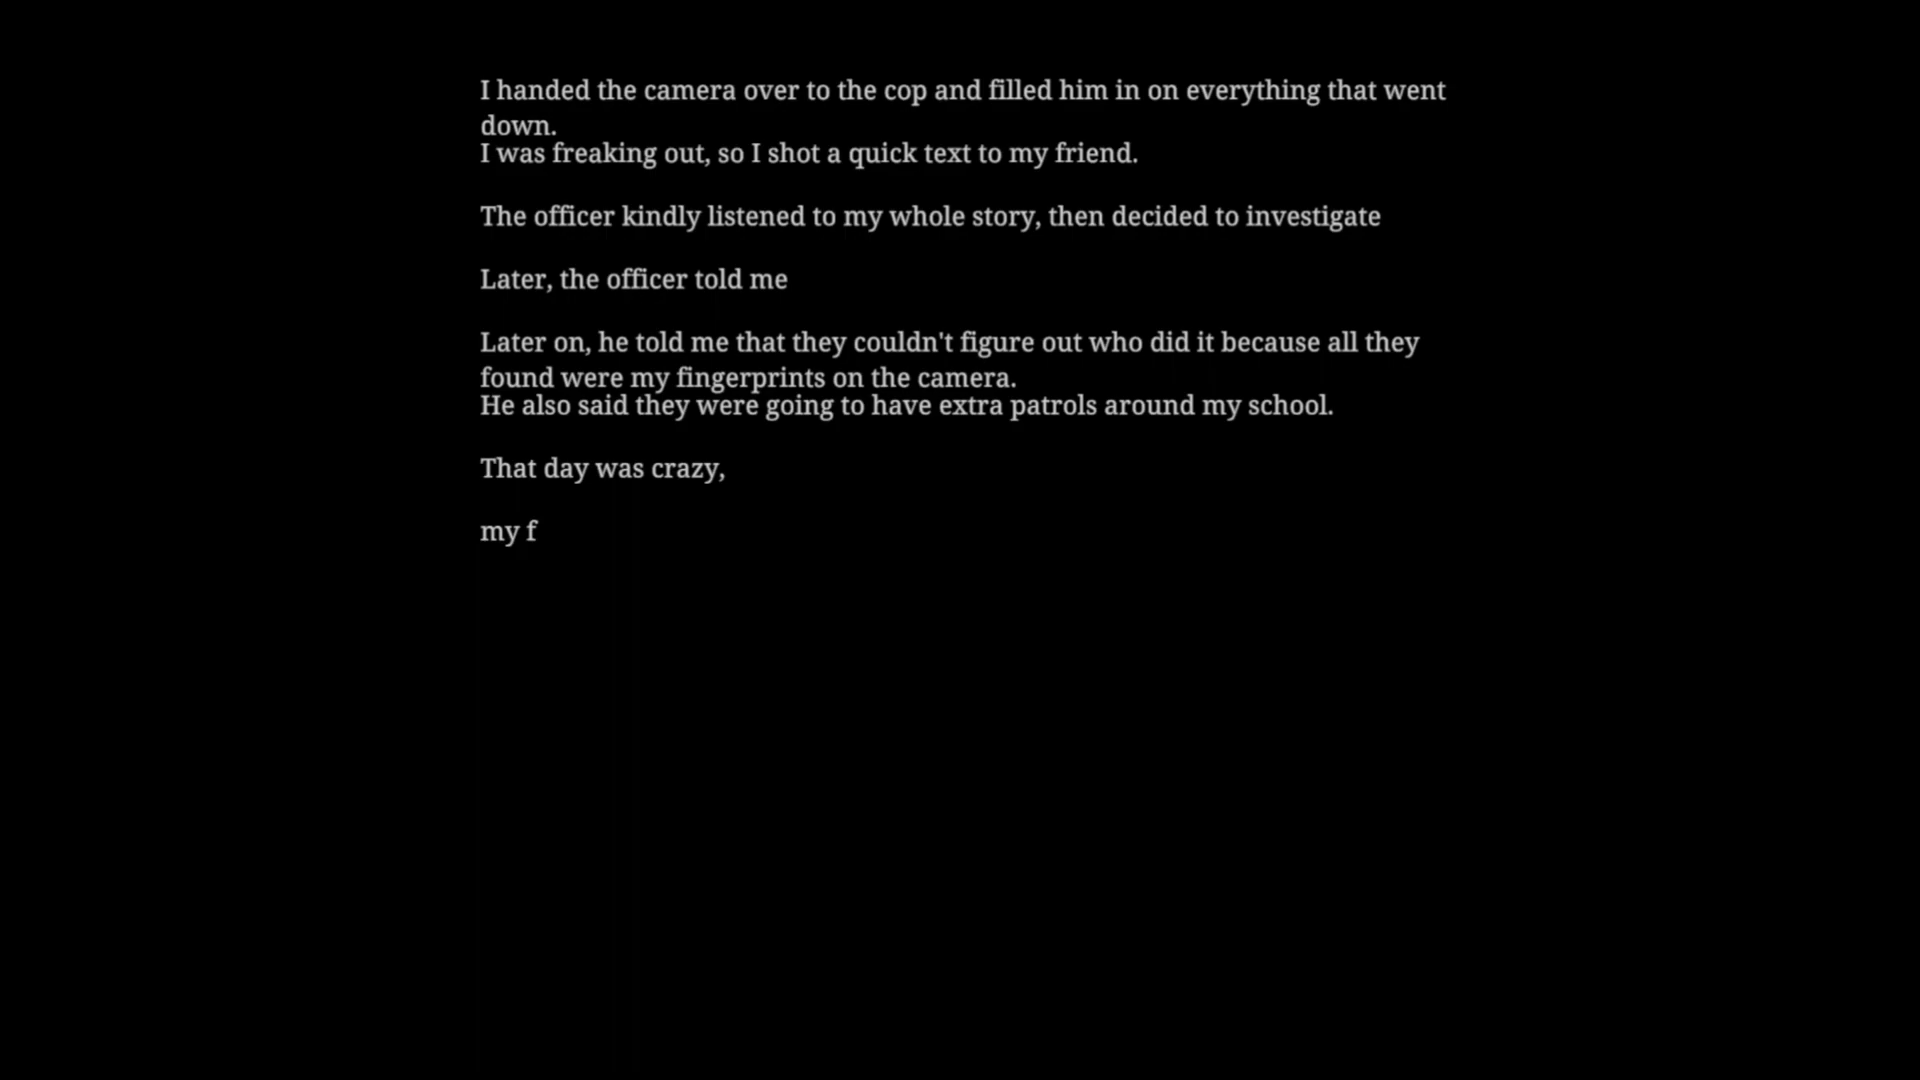 I handed the camera over to the cop and filled him in on everything that went
down.
I was freaking out, so I shot a quick text to my friend.
The officer kindly listened to my whole story, then decided to investigate
Later, the officer told me
Later on, he told me that they couldn't figure out who did it because all they
found were my fingerprints on the camera.
He also said they were going to have extra patrols around my school.
That day was crazy,
my f